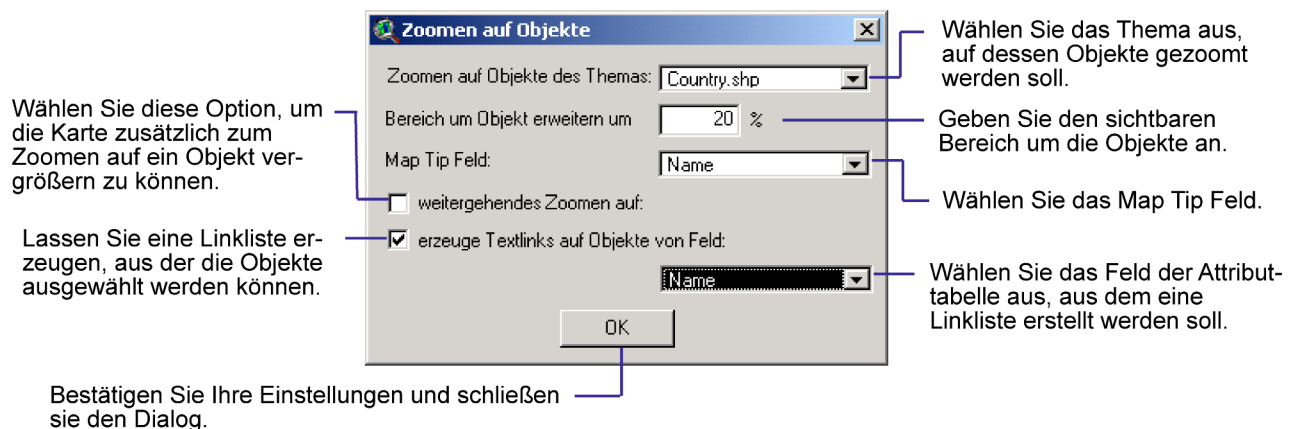 Zoomen auf Objekte
Zoomen auf Objekte des Themas: Country.shp
Bereich um Objekt erweitern um 20 %
Map Tip Feld: Name
weitergehendes Zoomen auf:
erzeuge Textlinks auf Objekte von Feld:
Name
OK
Wählen Sie diese Option, um
die Karte zusätzlich zum
Zoomen auf ein Objekt ver-
größern zu können.
Lassen Sie eine Linkliste er-
zeugen, aus der die Objekte
ausgewählt werden können.
Wählen Sie das Thema aus,
auf dessen Objekte gezoomt
werden soll.
Geben Sie den sichtbaren
Bereich um die Objekte an.
Wählen Sie das Map Tip Feld.
Wählen Sie das Feld der Attribut-
tabelle aus, aus dem eine
Linkliste erstellt werden soll.
Bestätigen Sie Ihre Einstellungen und schließen
sie den Dialog.